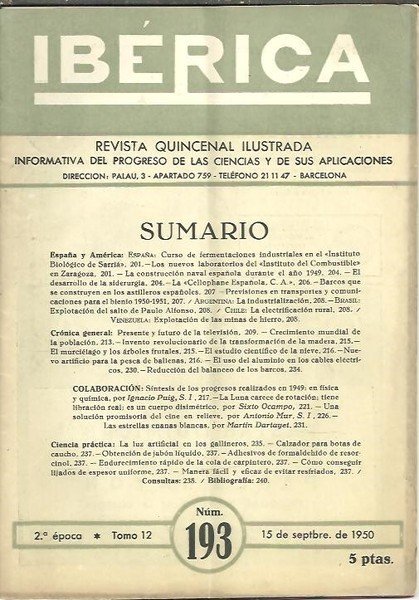 IBÉRICA
REVISTA QUINCENAL ILUSTRADA
INFORMATIVA DEL PROGRESO DE LAS CIENCIAS Y DE SUS APLICACIONES
DIRECCION: PALAU, 3 - APARTADO 759 - TELÉFONO 21 11 47 - BARCELONA
SUMARIO
España y América: ESPAÑA: Curso de fermentaciones industriales en el «Instituto
Biológico de Sarriá». 201. – Los nuevos laboratorios del «Instituto del Combustible»
en Zaragoza. 201. – La construcción naval española durante el año 1949. 204. – El
desarrollo de la siderurgia. 204. – La «Cellophane Española, C. A.». 206. – Barcos que
se construyen en los astilleros españoles. 207. – Previsiones en transportes y comuni-
caciones para el bienio 1950-1951, 207. / ARGENTINA: La industrialización, 208. – BRASIL:
Explotación del salto de Paulo Alfonso, 208. / CHILE: La electrificación rural, 208. /
VENEZUELA: Explotación de las minas de hierro, 208.
Crónica general: Presente y futuro de la televisión, 209. – Crecimiento mundial de
la población. 213. – Invento revolucionario de la transformación de la madera, 215. –
El murciélago y los árboles frutales, 215. – El estudio científico de la nieve, 216. – Nue-
vo artificio para la pesca de ballenas, 216. – El uso del aluminio en los cables eléctri-
cos, 230. – Reducción del balanceo de los barcos, 234.
COLABORACIÓN: Síntesis de los progresos realizados en 1949: en física
y química, por Ignacio Puig, S. I, 217. – La Luna carece de rotación; tiene
libración real; es un cuerpo disimétrico, por Sixto Ocampo, 221. – Una
solución promisoria del cine en relieve, por Antonio Mur. S. I, 226. –
Las estrellas enanas blancas, por Martín Dartayet. 231.
Ciencia práctica: La luz artificial en los gallineros, 235. – Calzador para botas de
caucho, 237. – Obtención de jabón líquido, 237. – Adhesivos de formaldehído de resor-
cinol, 237. – Endurecimiento rápido de la cola de carpintero, 237. – Cómo conseguir
lijados de espesor uniforme, 237. – Manera fácil y eficaz de evitar resfriados, 237. /
Consultas: 238. / Bibliografía: 240.
Núm.
2.ª época * Tomo 12
193
15 de septbre. de 1950
5 ptas.